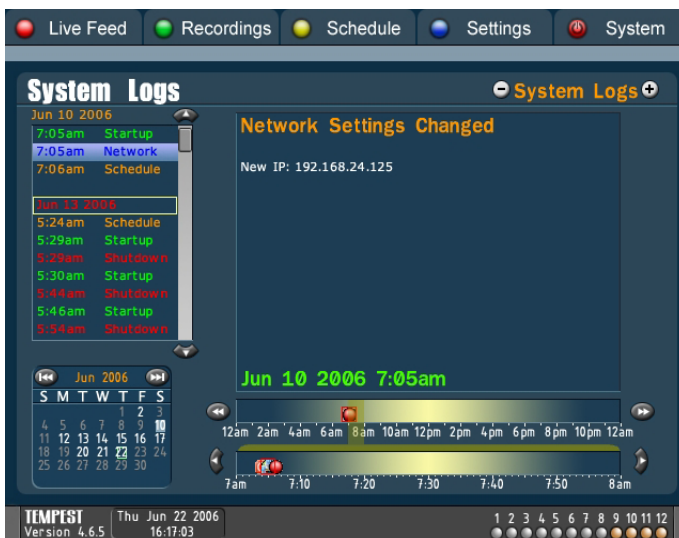 Live Feed Recordings Schedule Settings System
System Logs
System Logs
Jun 10 2006
7:05am Startup
7:05am Network
7:06am Schedule
Jun 13 2006
5:24am Schedule
5:29am Startup
5:29am Shutdown
5:30am Startup
5:44am Shutdown
5:46am Startup
5:54am Shutdown
Network Settings Changed
New IP: 192.168.24.125
Jun 10 2006 7:05am
Jun 2006
S M T W T F S
1 2 3
4 5 6 7 8 9 10
11 12 13 14 15 16 17
18 19 20 21 22 23 24
25 26 27 28 29 30
12am 2am 4am 6am 8am 10am 12pm 2pm 4pm 6pm 8pm 10pm 12am
7am 7:10 7:20 7:30 7:40 7:50 8am
TEMPEST
Version 4.6.5
Thu Jun 22 2006
16:17:03
1 2 3 4 5 6 7 8 9 10 11 12